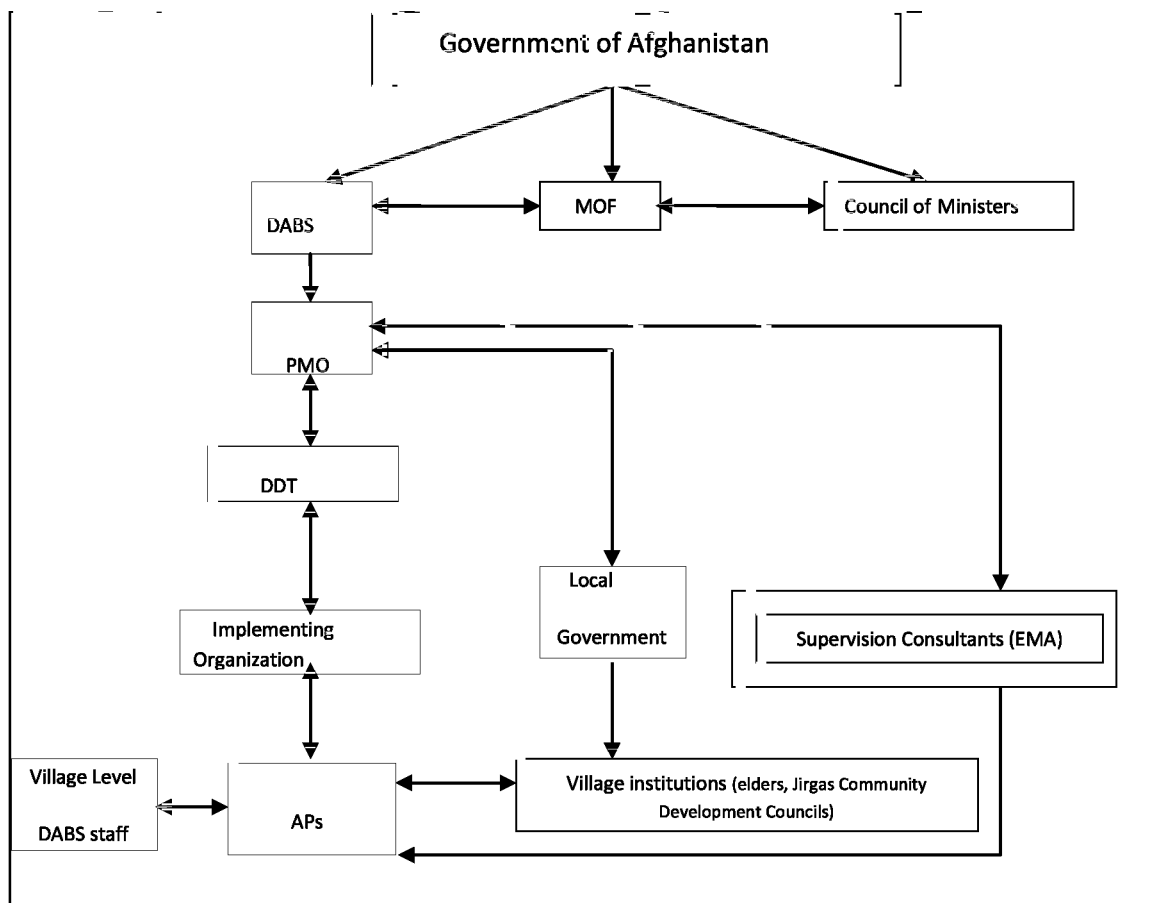 Government of Afghanistan
DABS
MOF
Council of Ministers
PMO
DDT
Local
Government
Implementing
Organization
Supervision Consultants (EMA)
Village Level
DABS staff
APs
Village institutions (elders, Jirgas Community
Development Councils)